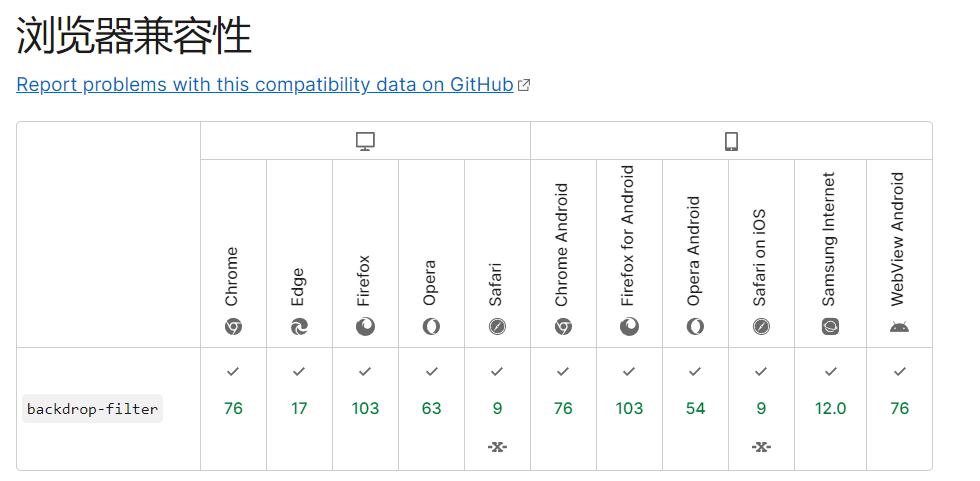 浏览器兼容性
Report problems with this compatibility data on GitHub
Chrome
Edge
Firefox
Opera
Safari
Chrome Android
Firefox for Android
Opera Android
Safari on iOS
Samsung Internet
WebView Android
backdrop-filter
76
17
103
63
9
76
103
54
9
12.0
76
-x-
-x-